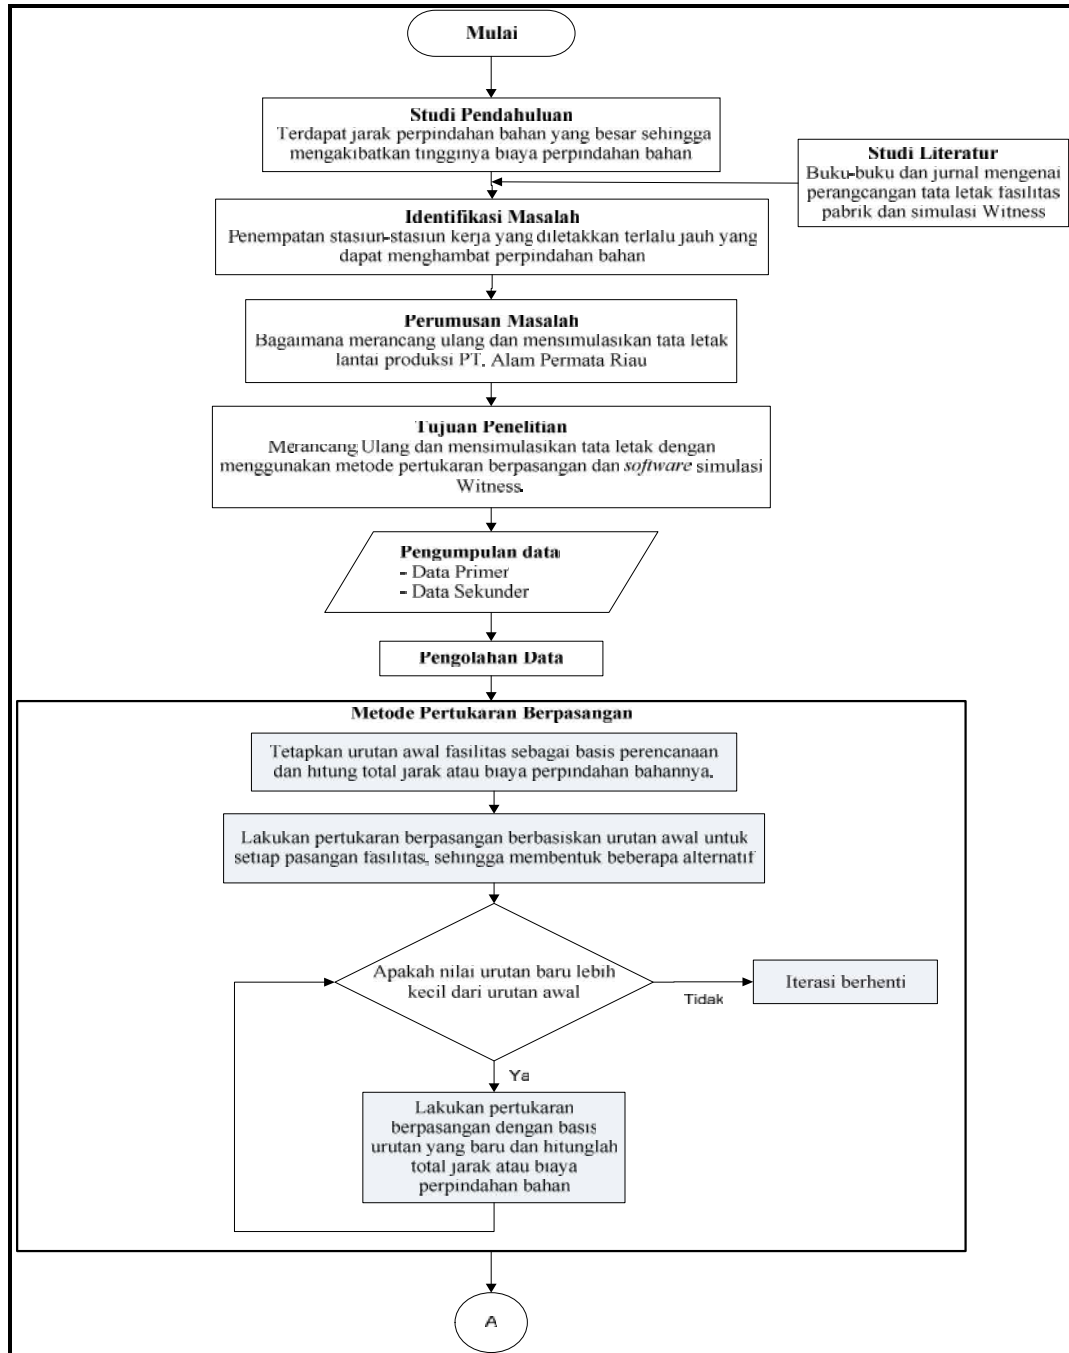 Mulai
Studi Pendahuluan
Terdapat jarak perpindahan bahan yang besar sehingga
mengakibatkan tingginya biaya perpindahan bahan
Studi Literatur
Buku-buku dan jurnal mengenai
perangcangan tata letak fasilitas
pabrik dan simulasi Witness
Identifikasi Masalah
Penempatan stasiun-stasiun kerja yang diletakkan terlalu jauh yang
dapat menghambat perpindahan bahan
Perumusan Masalah
Bagaimana merancang ulang dan mensimulasikan tata letak
lantai produksi PT. Alam Permata Riau
Tujuan Penelitian
Merancang Ulang dan mensimulasikan tata letak dengan
menggunakan metode pertukaran berpasangan dan software simulasi
Witness.
Pengumpulan data
- Data Primer
- Data Sekunder
Pengolahan Data
Metode Pertukaran Berpasangan
Tetapkan urutan awal fasilitas sebagai basis perencanaan
dan hitung total jarak atau biaya perpindahan bahannya.
Lakukan pertukaran berpasangan berbasiskan urutan awal untuk
setiap pasangan fasilitas, sehingga membentuk beberapa alternatif
Apakah nilai urutan baru lebih
kecil dari urutan awal
Tidak
Iterasi berhenti
Ya
Lakukan pertukaran
berpasangan dengan basis
urutan yang baru dan hitunglah
total jarak atau biaya
perpindahan bahan
A